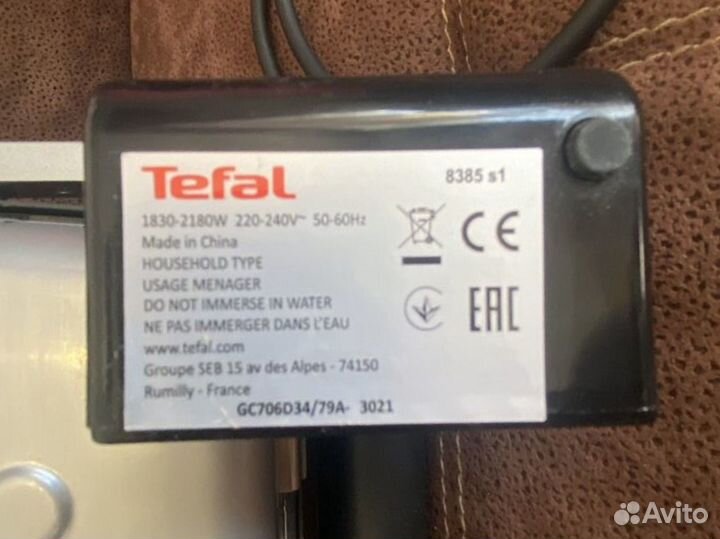 Tefal
8385 s1
1830-2180W 220-240V~ 50-60Hz
Made in China
HOUSEHOLD TYPE
USAGE MENAGER
DO NOT IMMERSE IN WATER
NE PAS IMMERGER DANS L'EAU
www.tefal.com
Groupe SEB 15 av des Alpes - 74150
Rumilly - France
GC706D34/79A- 3021
CE
EAC
Avito